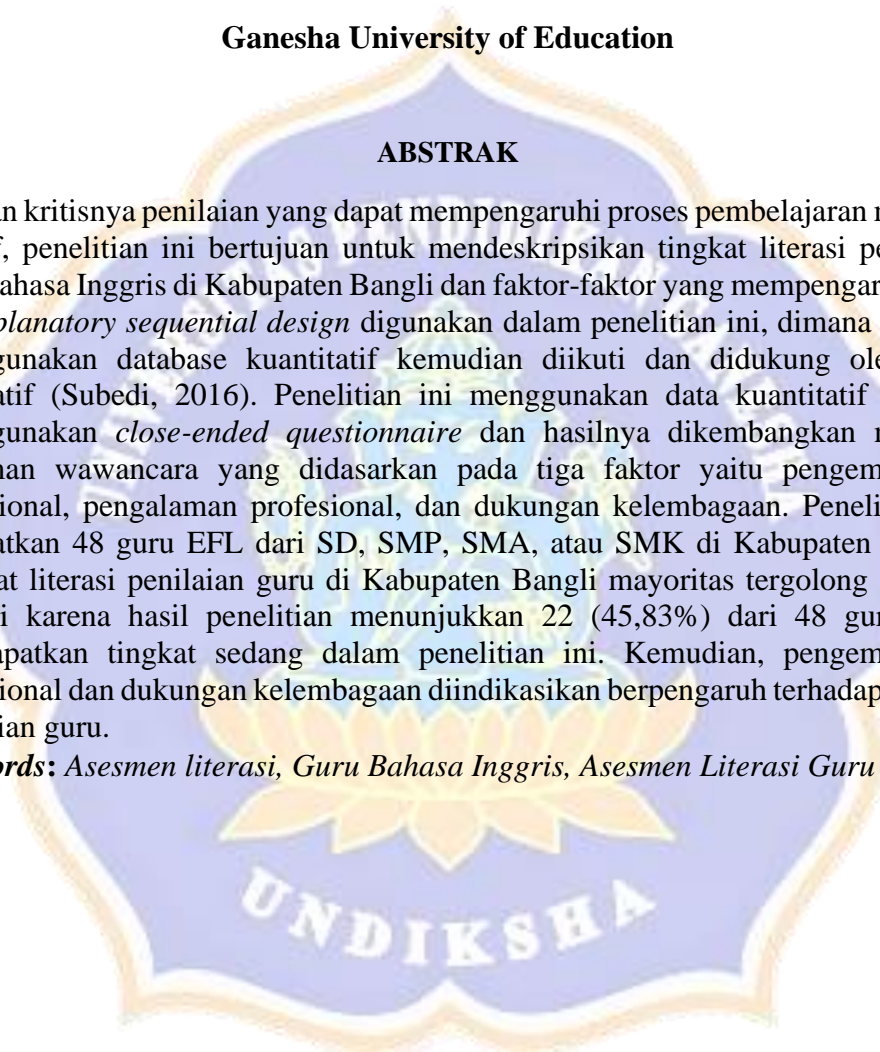 Ganesha University of Education
ABSTRAK
an kritisnya penilaian yang dapat mempengaruhi proses pembelajaran
f, penelitian ini bertujuan untuk mendeskripsikan tingkat literasi pe
ahasa Inggris di Kabupaten Bangli dan faktor-faktor yang mempengar
planatory sequential design digunakan dalam penelitian ini, dimana
gunakan database kuantitatif kemudian diikuti dan didukung ole
atif (Subedi, 2016). Penelitian ini menggunakan data kuantitatif
gunakan close-ended questionnaire dan hasilnya dikembangkan
nan wawancara yang didasarkan pada tiga faktor yaitu pengem
ional, pengalaman profesional, dan dukungan kelembagaan. Peneli
atkan 48 guru EFL dari SD, SMP, SMA, atau SMK di Kabupaten
at literasi penilaian guru di Kabupaten Bangli mayoritas tergolong
i karena hasil penelitian menunjukkan 22 (45,83%) dari 48 gur
apatkan tingkat sedang dalam penelitian ini. Kemudian, pengem
ional dan dukungan kelembagaan diindikasikan berpengaruh terhadap
ian guru.
ords: Asesmen literasi, Guru Bahasa Inggris, Asesmen Literasi Guru
UNIVERSITAS PENDIDIKAN GANESHA
UNDIKSHA